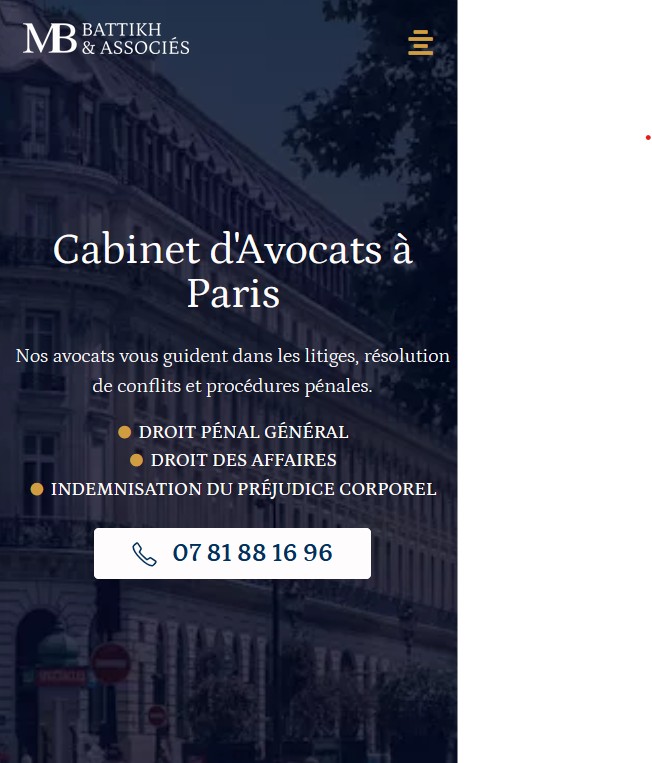 MB BATTIKH
& ASSOCIÉS
Cabinet d'Avocats à
Paris
Nos avocats vous guident dans les litiges, résolution
de conflits et procédures pénales.
DROIT PÉNAL GÉNÉRAL
DROIT DES AFFAIRES
INDEMNISATION DU PRÉJUDICE CORPOREL
07 81 88 16 96
SPECTACLES